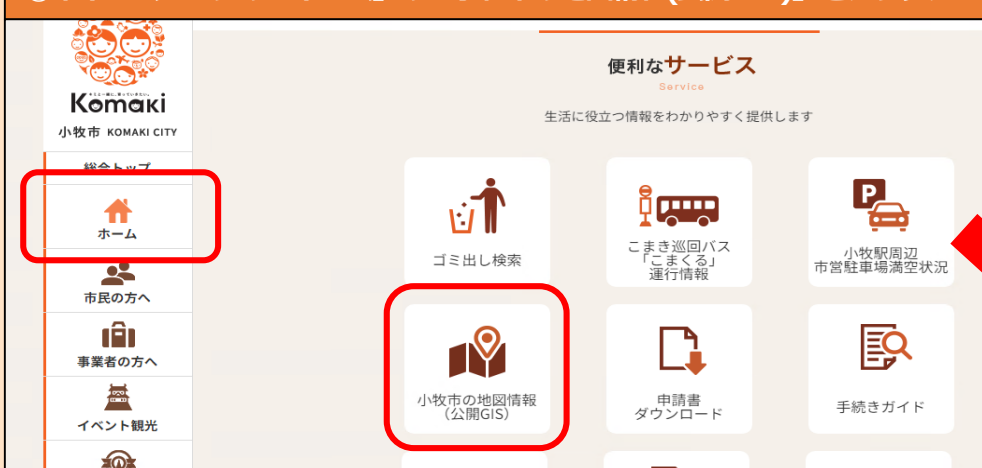 Komaki
小牧市 KOMAKI CITY
総合トップ
ホーム
市民の方へ
事業者の方へ
イベント観光
便利なサービス
Service
生活に役立つ情報をわかりやすく提供します
ゴミ出し検索
こまき巡回バス
「こまくる」
運行情報
P
小牧駅周辺
市営駐車場満空状況
小牧市の地図情報
（公開GIS）
申請書
ダウンロード
手続きガイド